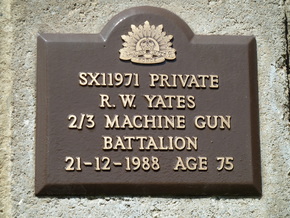 SX11971 PRIVATE
R. W. YATES
2/3 MACHINE GUN
BATTALION
21-12-1988 AGE 75